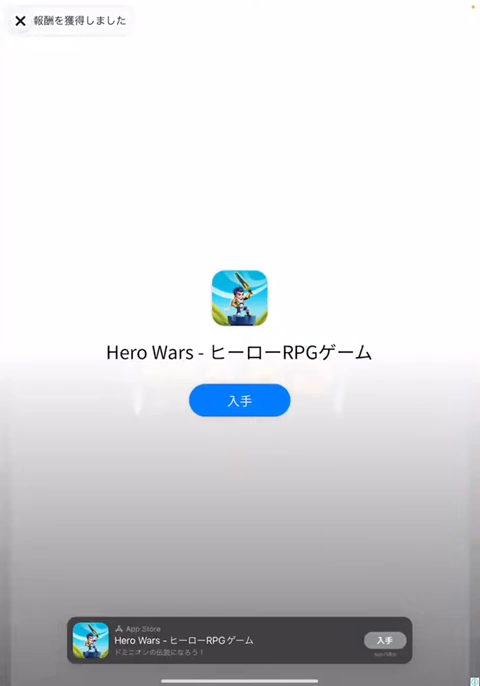 報酬を獲得しました
Hero Wars - ヒーローRPGゲーム
入手
App Store
Hero Wars - ヒーローRPGゲーム
ドミニオンの伝説になろう！
入手